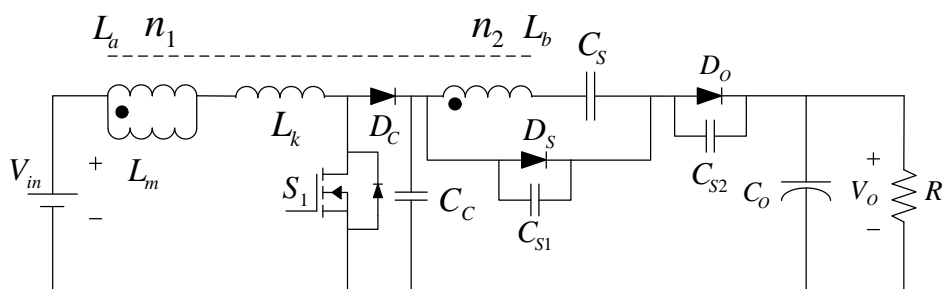 L_a n_1 n_2 L_b C_S D_O
L_k D_C D_S
V_in + L_m S_1 C_C C_S1 C_S2 C_O + V_O R
− −